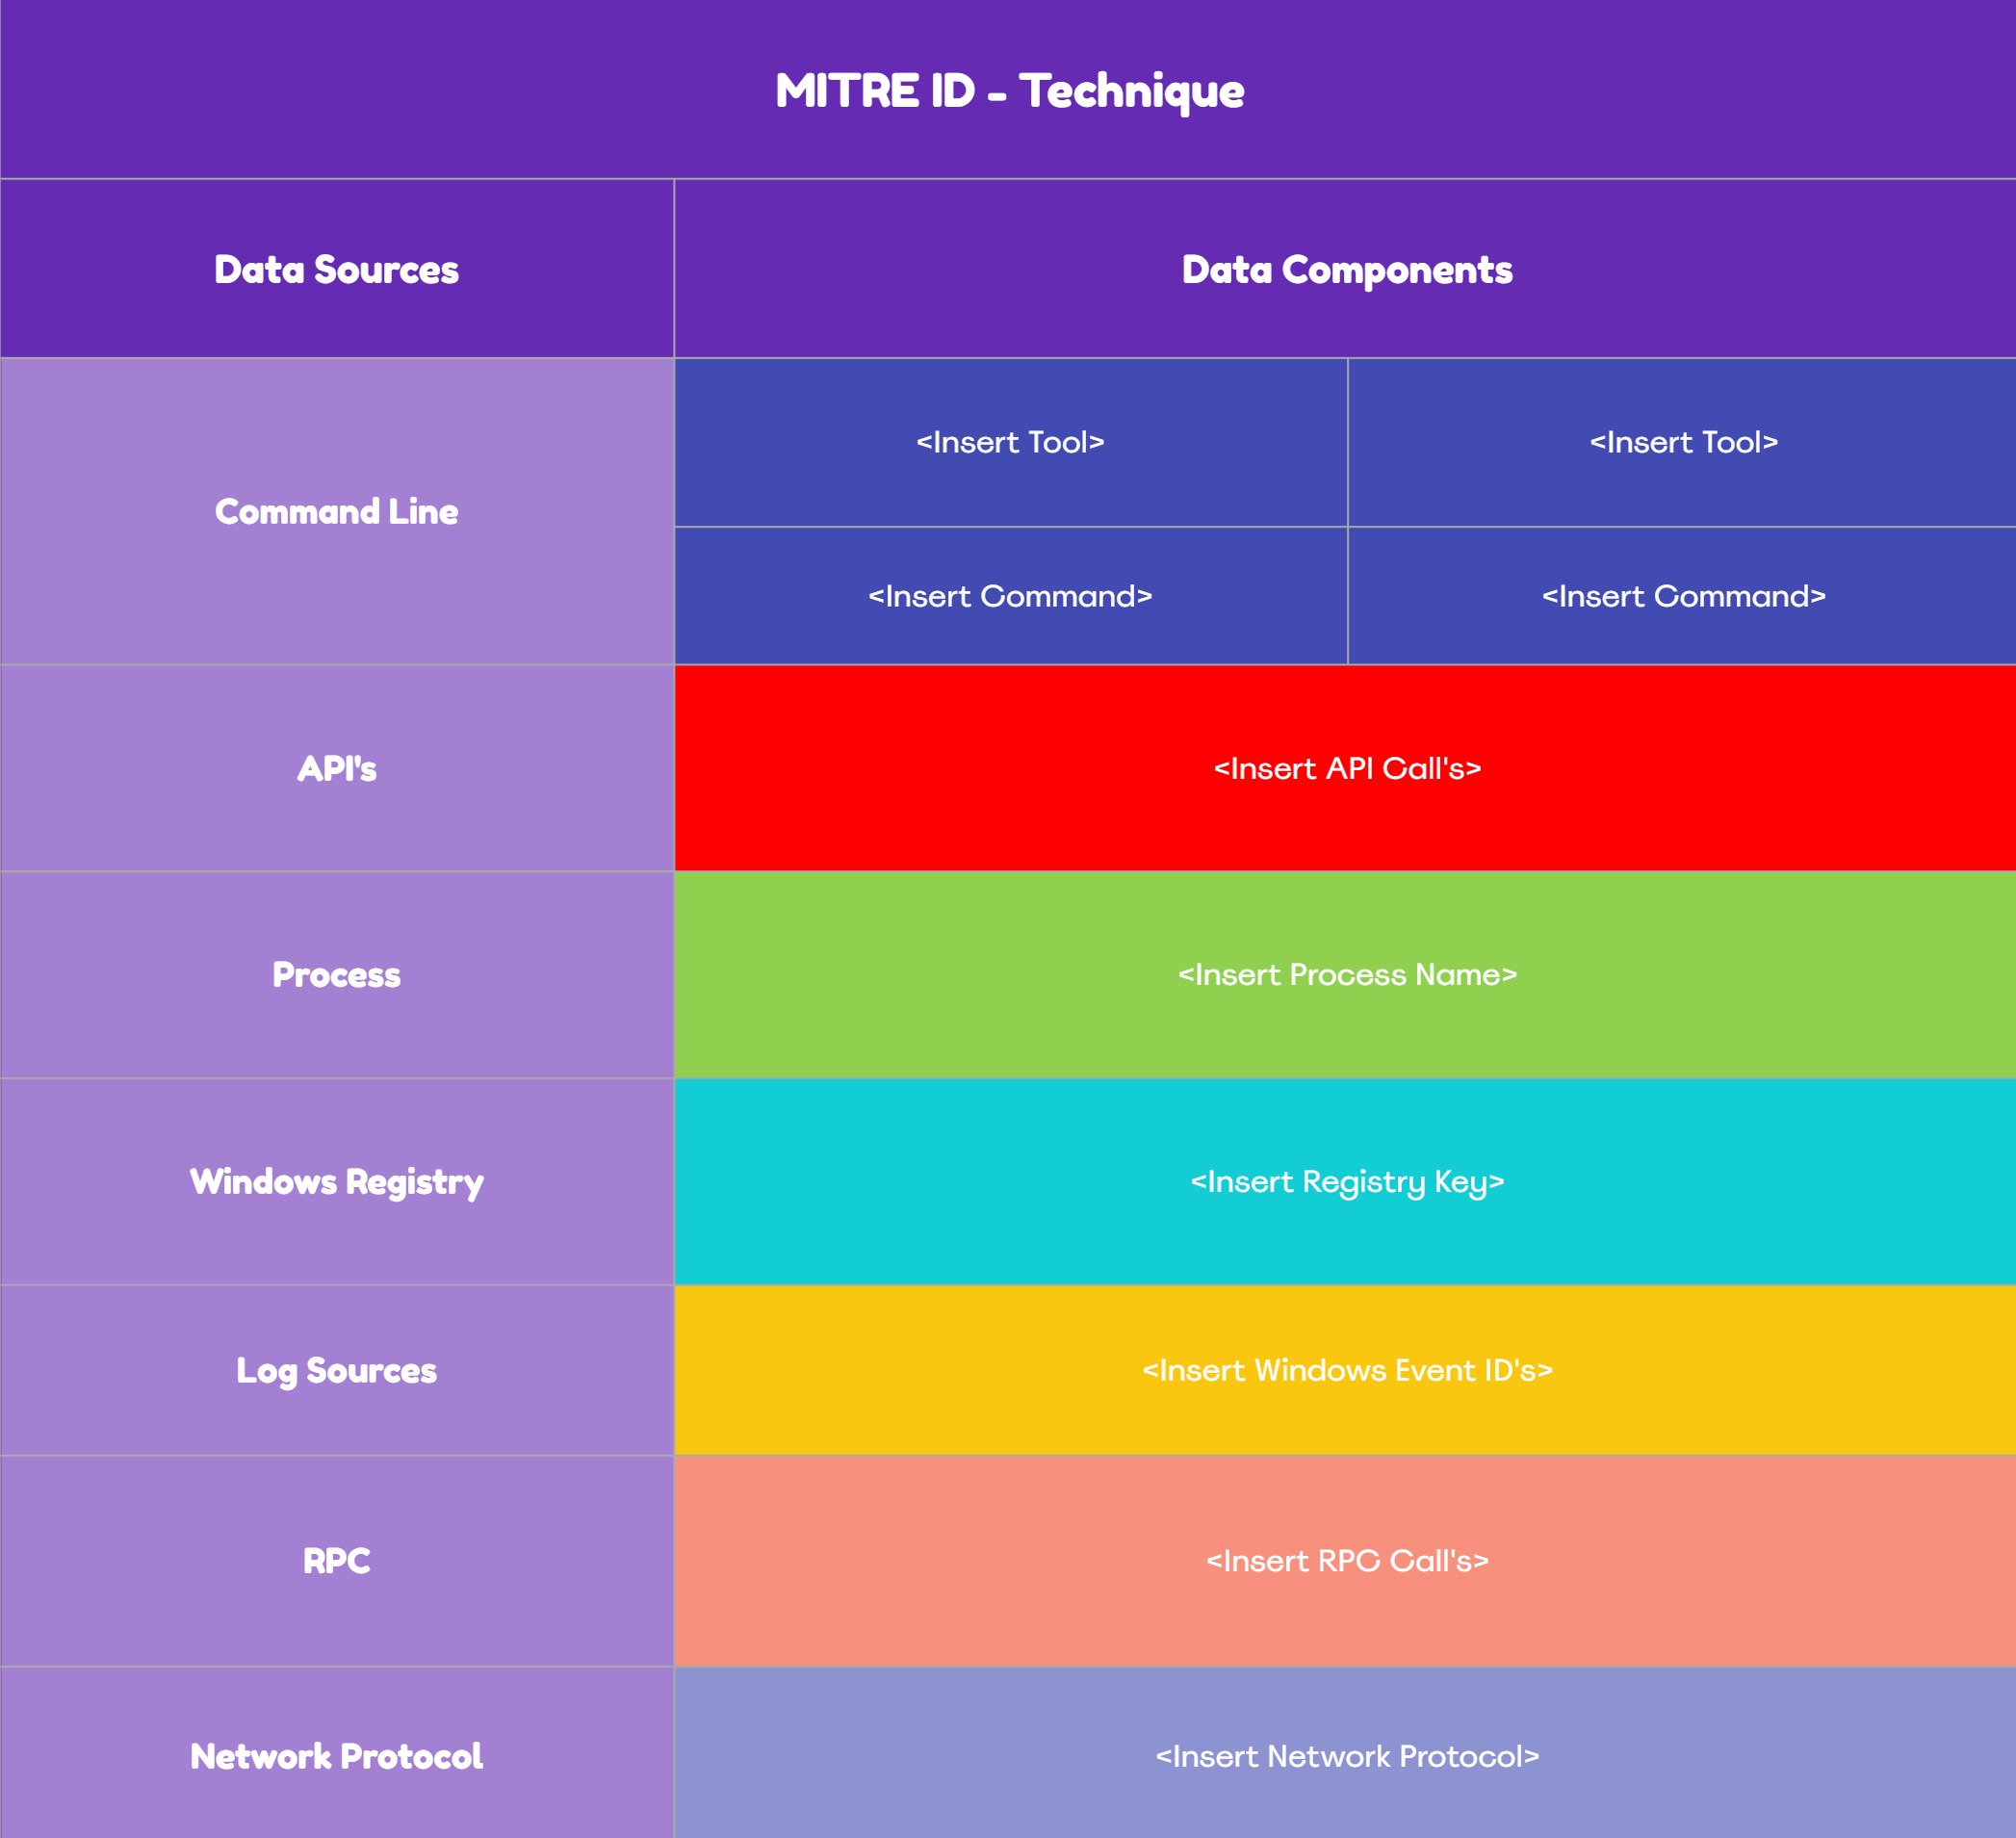 MITRE ID - Technique
Data Sources
Data Components
Command Line
<Insert Tool>
<Insert Tool>
<Insert Command>
<Insert Command>
API's
<Insert API Call's>
Process
<Insert Process Name>
Windows Registry
<Insert Registry Key>
Log Sources
<Insert Windows Event ID's>
RPC
<Insert RPC Call's>
Network Protocol
<Insert Network Protocol>